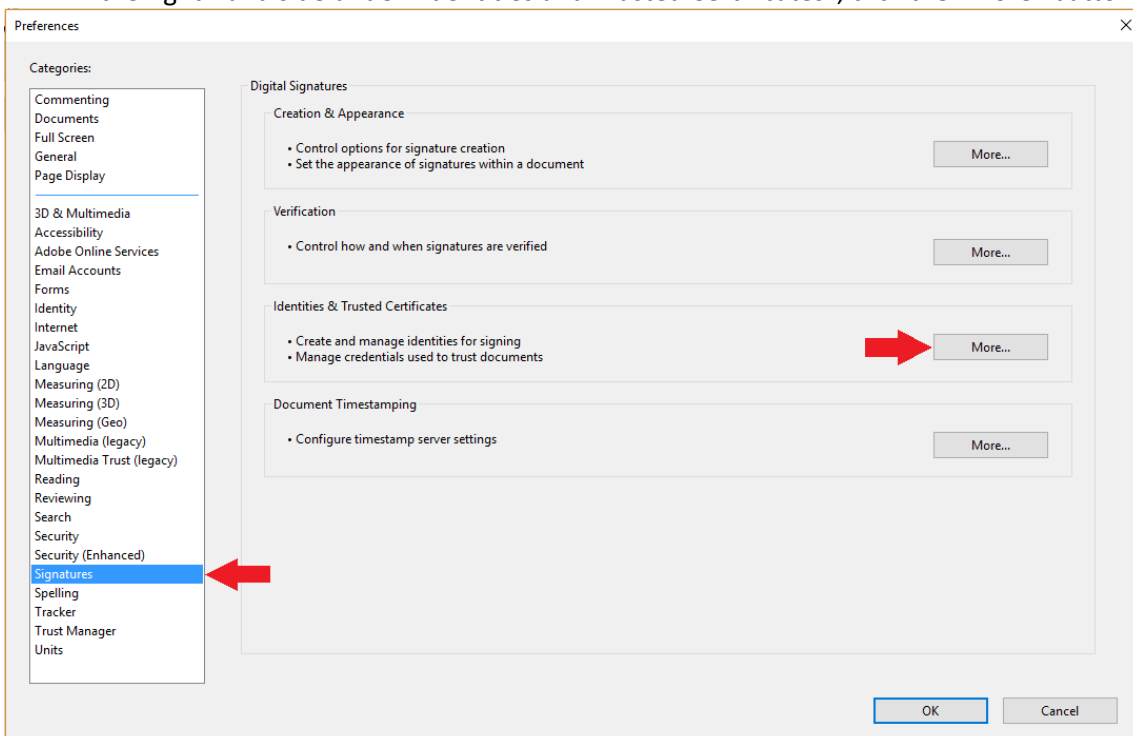 Preferences
Categories:
Commenting
Documents
Full Screen
General
Page Display
3D & Multimedia
Accessibility
Adobe Online Services
Email Accounts
Forms
Identity
Internet
JavaScript
Language
Measuring (2D)
Measuring (3D)
Measuring (Geo)
Multimedia (legacy)
Multimedia Trust (legacy)
Reading
Reviewing
Search
Security
Security (Enhanced)
Signatures
Spelling
Tracker
Trust Manager
Units
Digital Signatures
Creation & Appearance
• Control options for signature creation
• Set the appearance of signatures within a document
More...
Verification
• Control how and when signatures are verified
More...
Identities & Trusted Certificates
• Create and manage identities for signing
• Manage credentials used to trust documents
More...
Document Timestamping
• Configure timestamp server settings
More...
OK
Cancel